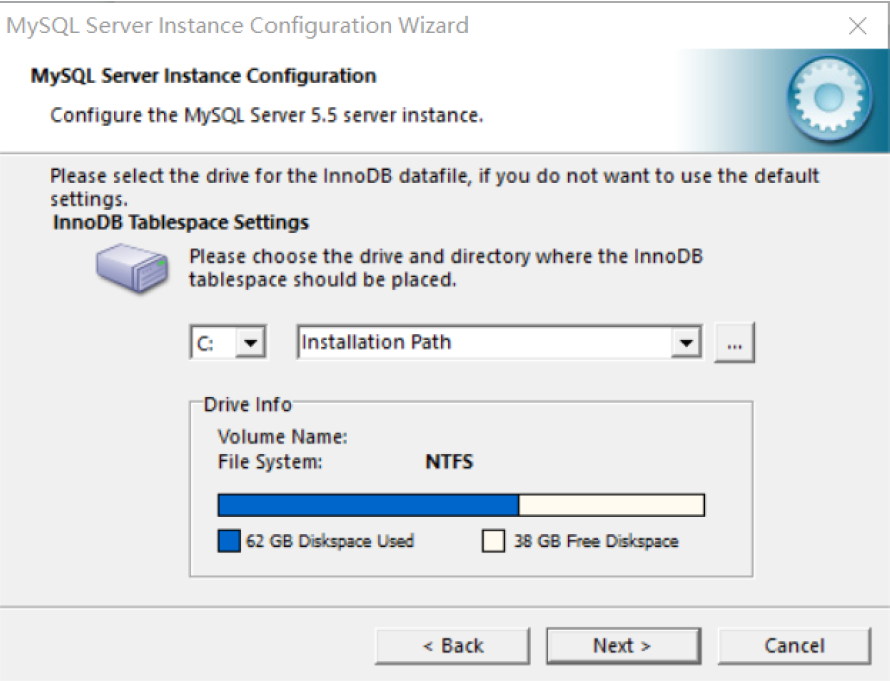 MySQL Server Instance Configuration Wizard
MySQL Server Instance Configuration
Configure the MySQL Server 5.5 server instance.
Please select the drive for the InnoDB datafile, if you do not want to use the default
settings.
InnoDB Tablespace Settings
Please choose the drive and directory where the InnoDB
tablespace should be placed.
C: Installation Path ...
Drive Info
Volume Name:
File System: NTFS
62 GB Diskspace Used 38 GB Free Diskspace
< Back Next > Cancel